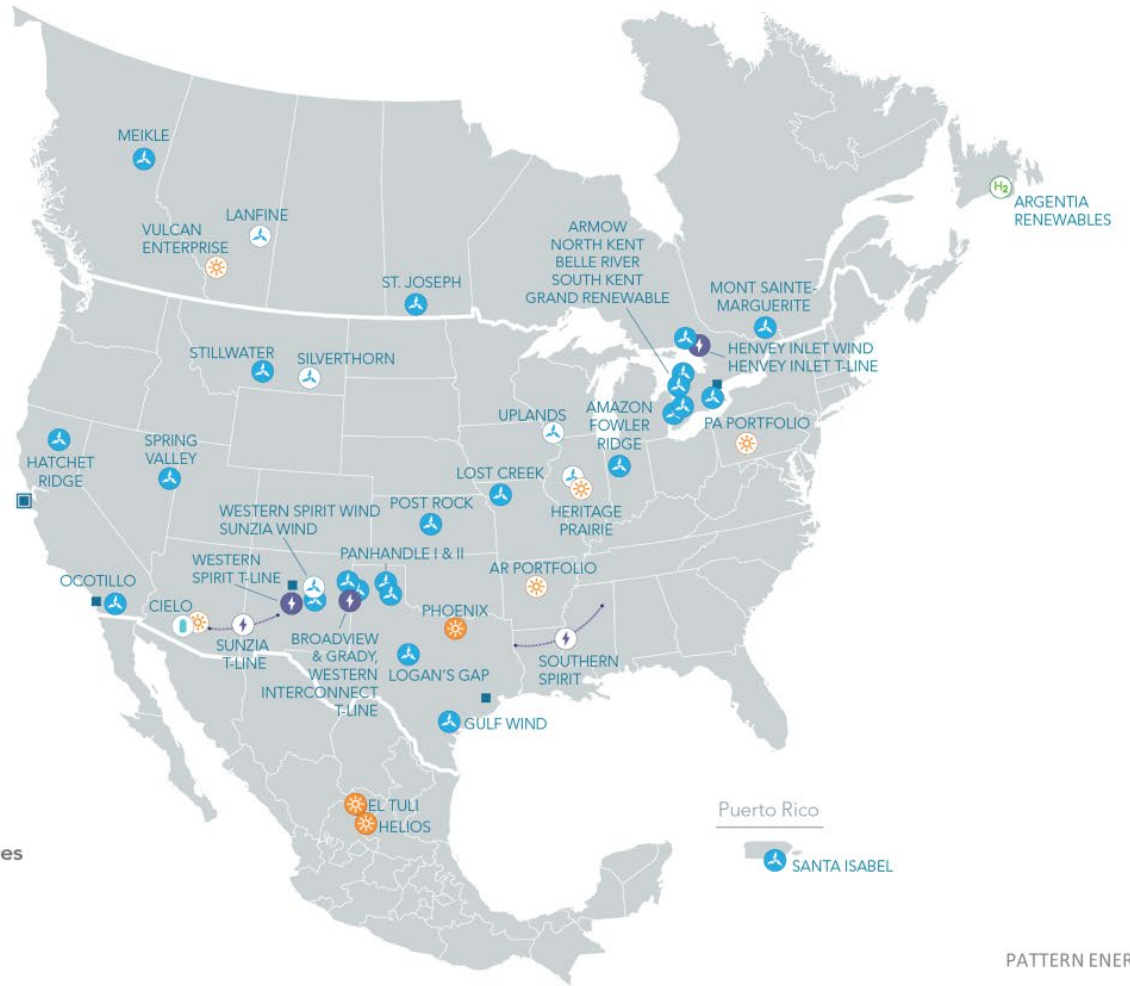 MEIKLE
LANFINE
VULCAN
ENTERPRISE
H2
ARGENTIA
RENEWABLES
ARMOW
NORTH KENT
BELLE RIVER
SOUTH KENT
GRAND RENEWABLE
ST. JOSEPH
MONT SAINTE-
MARGUERITE
HENVEY INLET WIND
HENVEY INLET T-LINE
STILLWATER
SILVERTHORN
UPLANDS
AMAZON
FOWLER
RIDGE
PA PORTFOLIO
HATCHET
RIDGE
SPRING
VALLEY
LOST CREEK
HERITAGE
PRAIRIE
WESTERN SPIRIT WIND
SUNZIA WIND
POST ROCK
WESTERN
SPIRIT T-LINE
PANHANDLE I & II
AR PORTFOLIO
OCOTILLO
CIELO
PHOENIX
SUNZIA
T-LINE
BROADVIEW
& GRADY,
WESTERN
INTERCONNECT
T-LINE
LOGAN'S GAP
SOUTHERN
SPIRIT
GULF WIND
EL TULI
HELIOS
Puerto Rico
SANTA ISABEL
es
PATTERN ENER